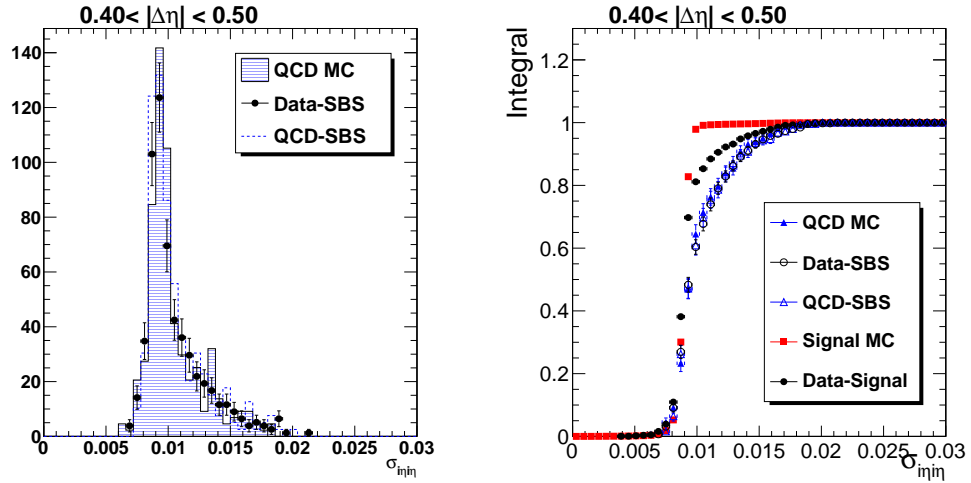 0.40< |Δη| < 0.50
140
120
100
80
60
40
20
0
QCD MC
Data-SBS
QCD-SBS
0 0.005 0.01 0.015 0.02 0.025 0.03
σiηiη
0.40< |Δη| < 0.50
Integral
1.2
1
0.8
0.6
0.4
0.2
0
QCD MC
Data-SBS
QCD-SBS
Signal MC
Data-Signal
0 0.005 0.01 0.015 0.02 0.025 0.03
σiηiη